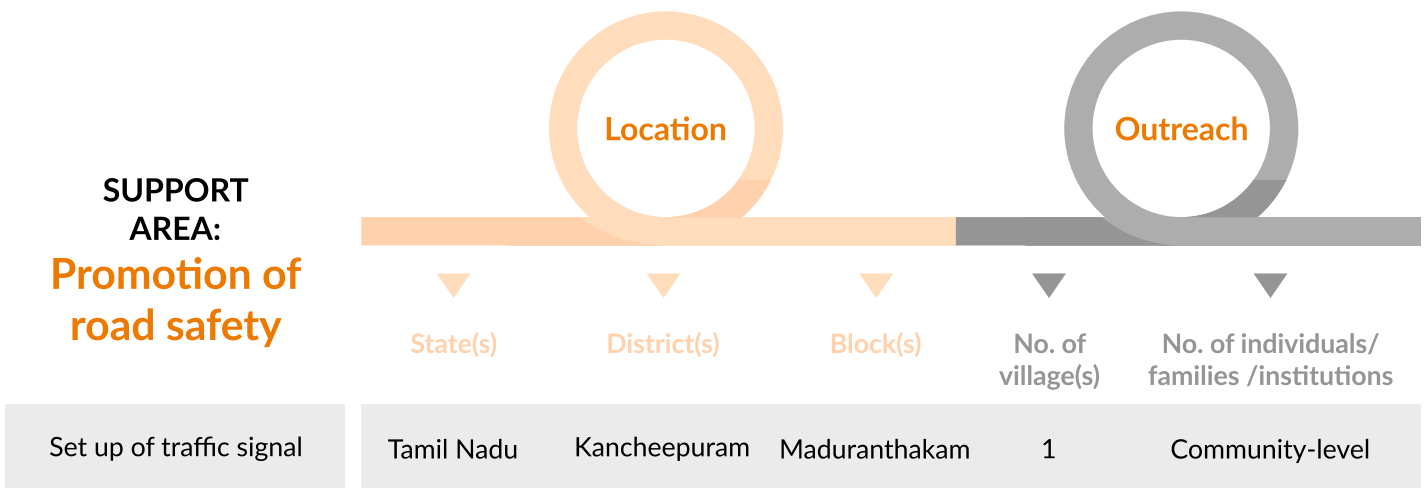 Location
Outreach
SUPPORT
AREA:
Promotion of
road safety
State(s)
District(s)
Block(s)
No. of
village(s)
No. of individuals/
families /institutions
Set up of traffic signal
Tamil Nadu
Kancheepuram
Maduranthakam
1
Community-level